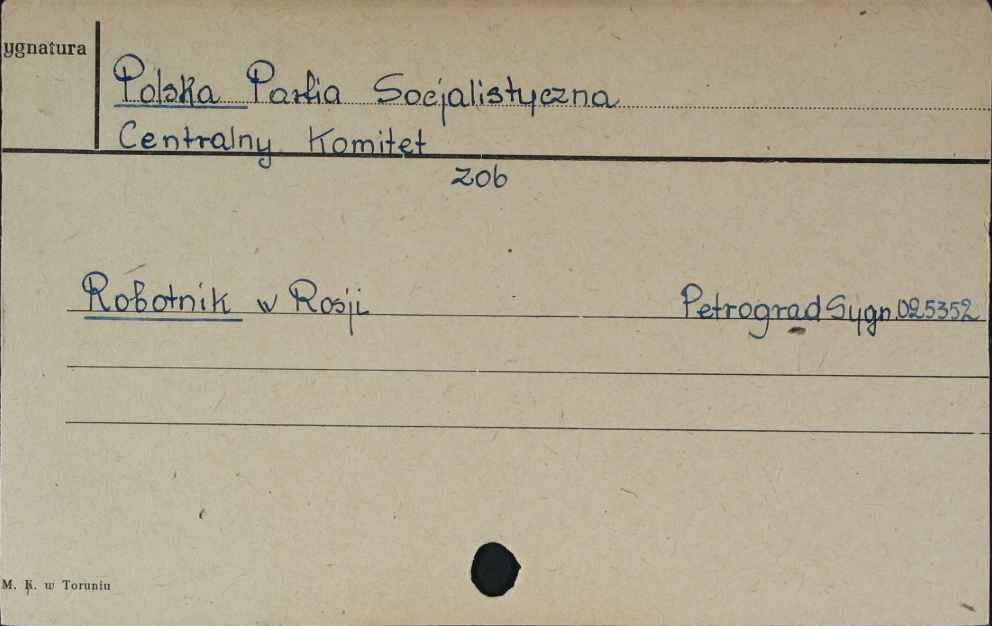 ygnatura
Polska Partia Socjalistyczna
Centralny Komitet
zob
Robotnik w Rosji Petrograd Sygn. 025352
M. K. w Toruniu